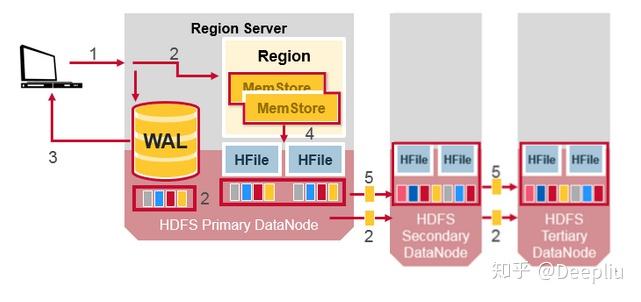 Region Server
1
2
Region
MemStore
MemStore
WAL
3
4
HFile
HFile
2
HDFS Primary DataNode
5
2
HFile
HFile
HDFS
Secondary
DataNode
5
2
HFile
HFile
HDFS
Tertiary
DataNode
知乎 @Deepliu